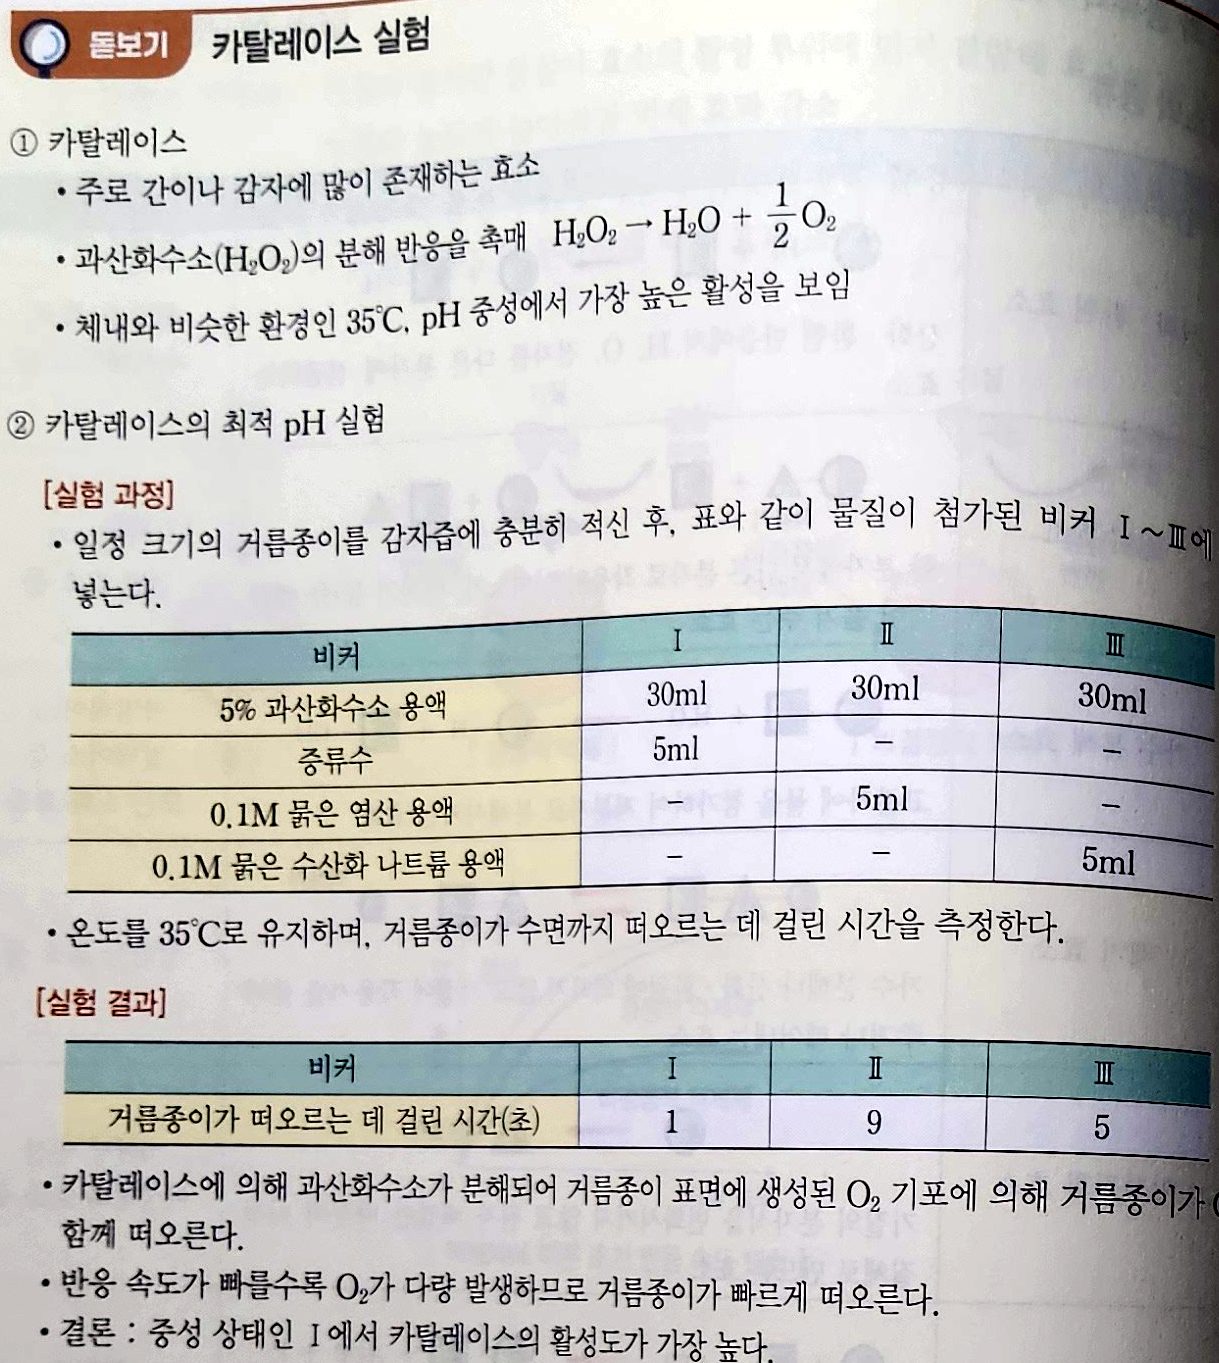 돋보기 카탈레이스 실험
① 카탈레이스
• 주로 간이나 감자에 많이 존재하는 효소
• 과산화수소(H₂O₂)의 분해 반응을 촉매 H₂O₂ → H₂O + 1/2 O₂
• 체내와 비슷한 환경인 35℃, pH 중성에서 가장 높은 활성을 보임
② 카탈레이스의 최적 pH 실험
[실험 과정]
• 일정 크기의 거름종이를 감자즙에 충분히 적신 후, 표와 같이 물질이 첨가된 비커 Ⅰ～Ⅲ에
넣는다.
비커 Ⅰ Ⅱ Ⅲ
5% 과산화수소 용액 30ml 30ml 30ml
증류수 5ml – –
0.1M 묽은 염산 용액 – 5ml –
0.1M 묽은 수산화 나트륨 용액 – – 5ml
• 온도를 35℃로 유지하며, 거름종이가 수면까지 떠오르는 데 걸린 시간을 측정한다.
[실험 결과]
비커 Ⅰ Ⅱ Ⅲ
거름종이가 떠오르는 데 걸린 시간(초) 1 9 5
• 카탈레이스에 의해 과산화수소가 분해되어 거름종이 표면에 생성된 O₂ 기포에 의해 거름종이가
함께 떠오른다.
• 반응 속도가 빠를수록 O₂가 다량 발생하므로 거름종이가 빠르게 떠오른다.
• 결론 : 중성 상태인 Ⅰ에서 카탈레이스의 활성도가 가장 높다.